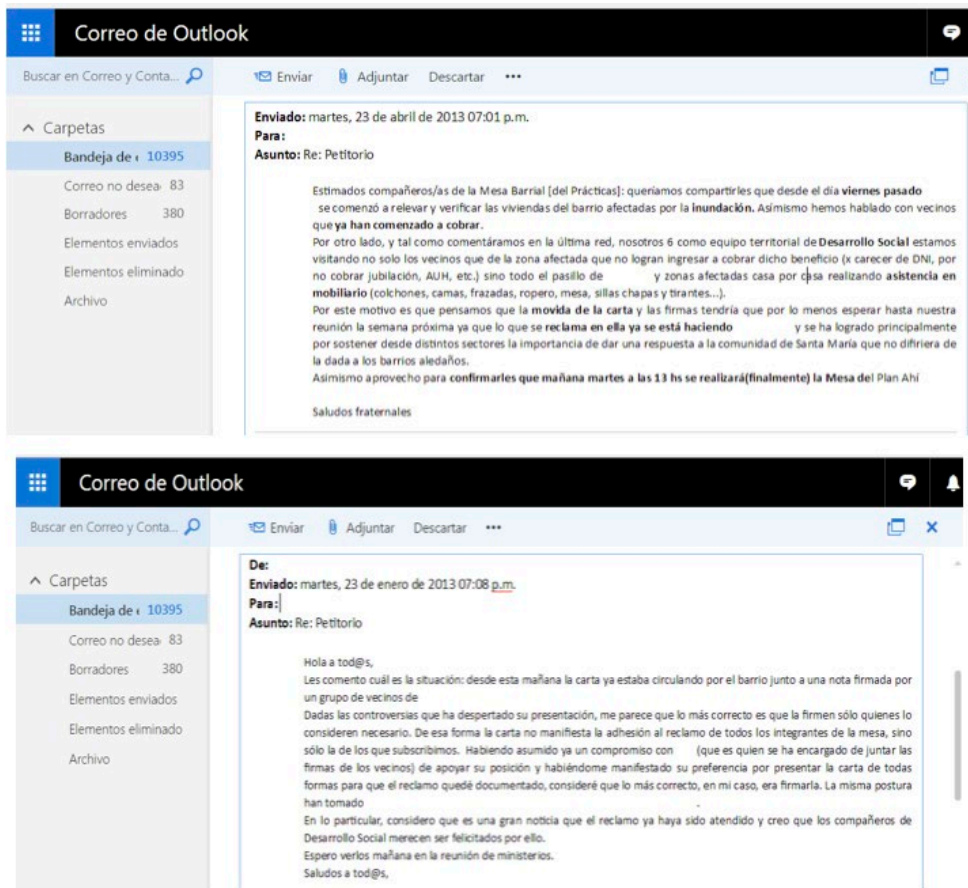 Correo de Outlook
Buscar en Correo y Conta...
Enviar Adjuntar Descartar ...
Carpetas
Bandeja de e 10395
Correo no desea 83
Borradores 380
Elementos enviados
Elementos eliminado
Archivo
Enviado: martes, 23 de abril de 2013 07:01 p.m.
Para:
Asunto: Re: Petitorio
Estimados compañeros/as de la Mesa Barrial [del Prácticas]: queríamos compartirles que desde el día viernes pasado
se comenzó a relevar y verificar las viviendas del barrio afectadas por la inundación. Asimismo hemos hablado con vecinos
que ya han comenzado a cobrar.
Por otro lado, y tal como comentáramos en la última red, nosotros 6 como equipo territorial de Desarrollo Social estamos
visitando no solo los vecinos que de la zona afectada que no logran ingresar a cobrar dicho beneficio (x carecer de DNI, por
no cobrar jubilación, AUH, etc.) sino todo el pasillo de y zonas afectadas casa por casa realizando asistencia en
mobiliario (colchones, camas, frazadas, ropero, mesa, sillas chapas y tirantes...).
Por este motivo es que pensamos que la movida de la carta y las firmas tendría que por lo menos esperar hasta nuestra
reunión la semana próxima ya que lo que se reclama en ella ya se está haciendo y se ha logrado principalmente
por sostener desde distintos sectores la importancia de dar una respuesta a la comunidad de Santa María que no difiriera de
la dada a los barrios aledaños.
Asimismo aprovecho para confirmarles que mañana martes a las 13 hs se realizará(finalmente) la Mesa del Plan Ahí
Saludos fraternales
Correo de Outlook
Buscar en Correo y Conta...
Enviar Adjuntar Descartar ...
Carpetas
Bandeja de e 10395
Correo no desea 83
Borradores 380
Elementos enviados
Elementos eliminado
Archivo
De:
Enviado: martes, 23 de enero de 2013 07:08 p.m.
Para:
Asunto: Re: Petitorio
Hola a tod@s,
Les comento cuál es la situación: desde esta mañana la carta ya estaba circulando por el barrio junto a una nota firmada por
un grupo de vecinos de
Dadas las controversias que ha despertado su presentación, me parece que lo más correcto es que la firmen sólo quienes lo
consideren necesario. De esa forma la carta no manifiesta la adhesión al reclamo de todos los integrantes de la mesa, sino
sólo la de los que subscribimos. Habiendo asumido ya un compromiso con (que es quien se ha encargado de juntar las
firmas de los vecinos) de apoyar su posición y habiéndome manifestado su preferencia por presentar la carta de todas
formas para que el reclamo quedé documentado, consideré que lo más correcto, en mi caso, era firmarla. La misma postura
han tomado .
En lo particular, considero que es una gran noticia que el reclamo ya haya sido atendido y creo que los compañeros de
Desarrollo Social merecen ser felicitados por ello.
Espero verlos mañana en la reunión de ministerios.
Saludos a tod@s,